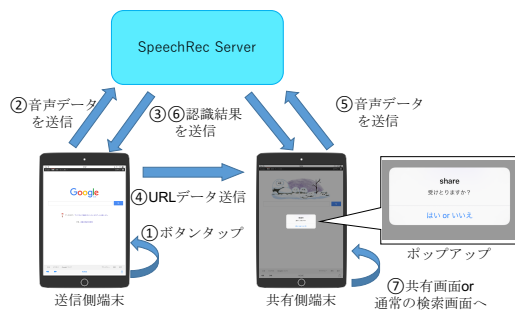 SpeechRec Server
②音声データ
を送信
③⑥認識結果
を送信
⑤音声データ
を送信
Google
④URLデータ送信
①ボタンタップ
share
受けとりますか？
はい or いいえ
ポップアップ
送信側端末
共有側端末
⑦共有画面or
通常の検索画面へ